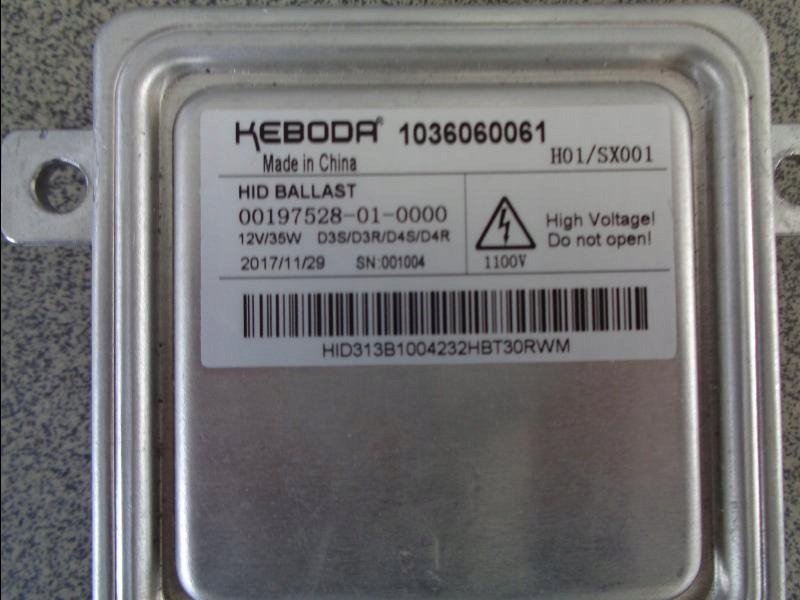 KEBODA® 1036060061
Made in China H01/SX001
HID BALLAST
00197528-01-0000
12V/35W D3S/D3R/D4S/D4R
2017/11/29 SN:001004
High Voltage!
Do not open!
1100V
HID313B1004232HBT30RWM